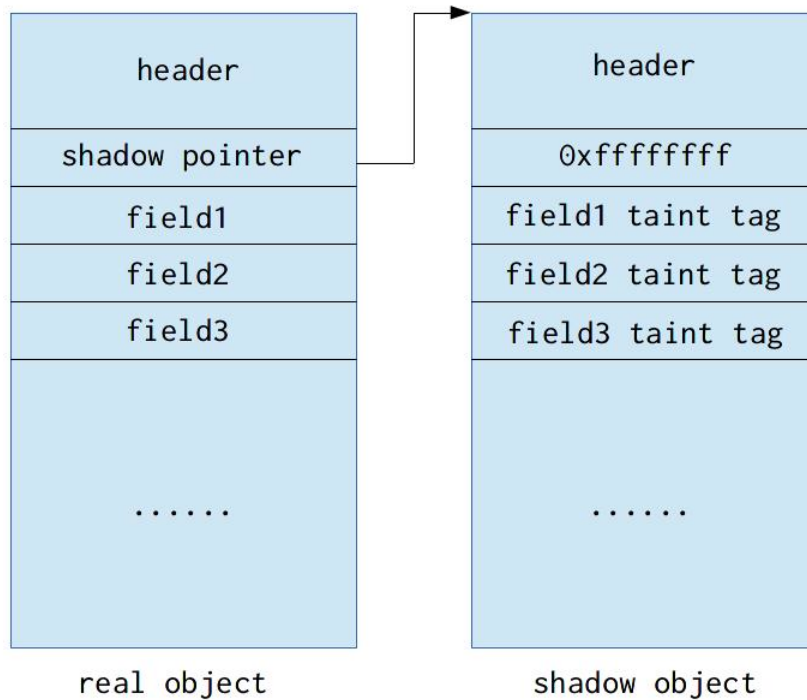 header
shadow pointer
field1
field2
field3
......
real object
header
0xffffffff
field1 taint tag
field2 taint tag
field3 taint tag
......
shadow object